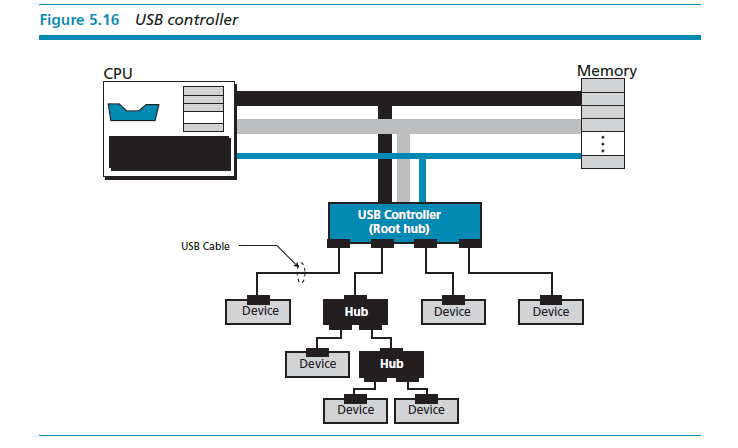 Figure 5.16 USB controller
CPU
Memory
USB Controller
(Root hub)
USB Cable
Device
Hub
Device
Device
Device
Hub
Device
Device